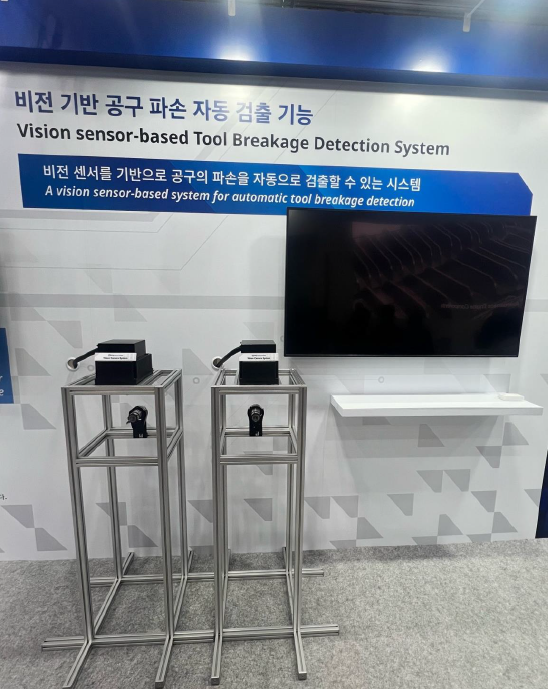 비전 기반 공구 파손 자동 검출 기능
Vision sensor-based Tool Breakage Detection System
비전 센서를 기반으로 공구의 파손을 자동으로 검출할 수 있는 시스템
A vision sensor-based system for automatic tool breakage detection